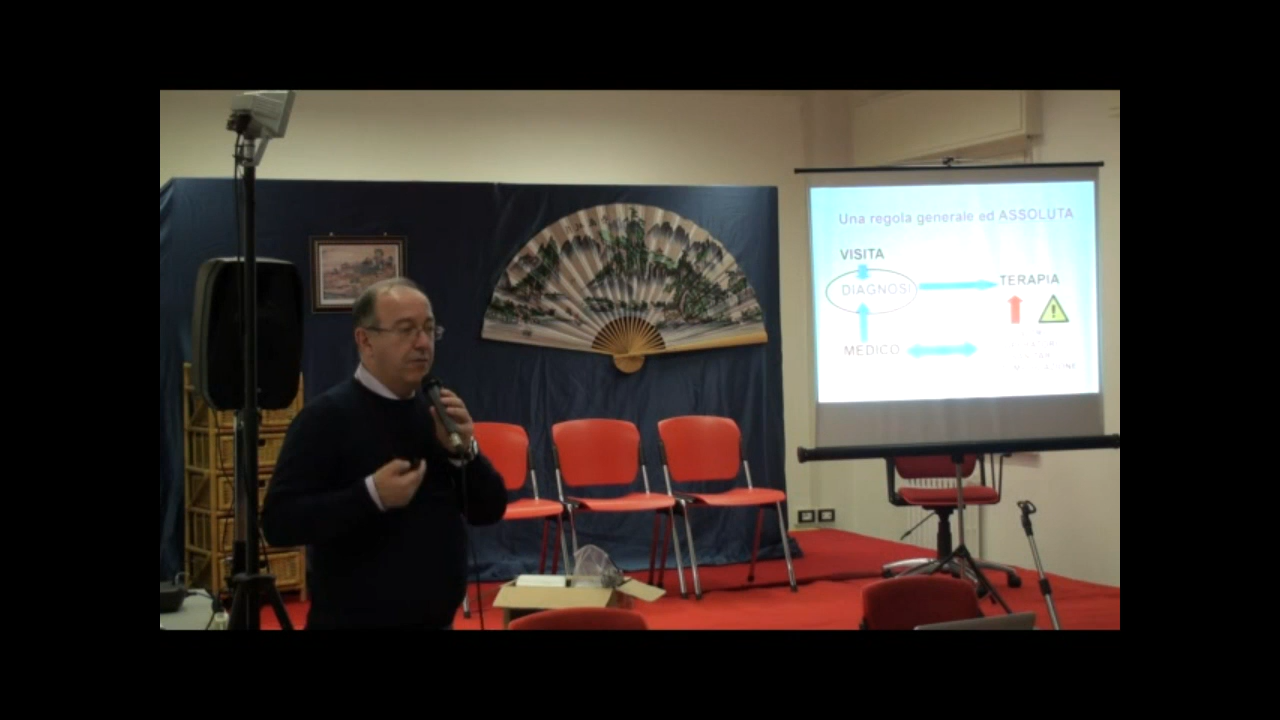 Una regola generale ed ASSOLUTA
VISITA
DIAGNOSI
TERAPIA
MEDICO